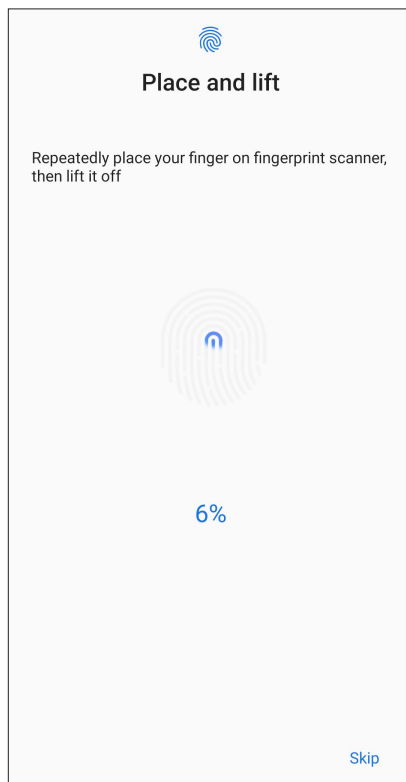 Place and lift
Repeatedly place your finger on fingerprint scanner,
then lift it off
6%
Skip